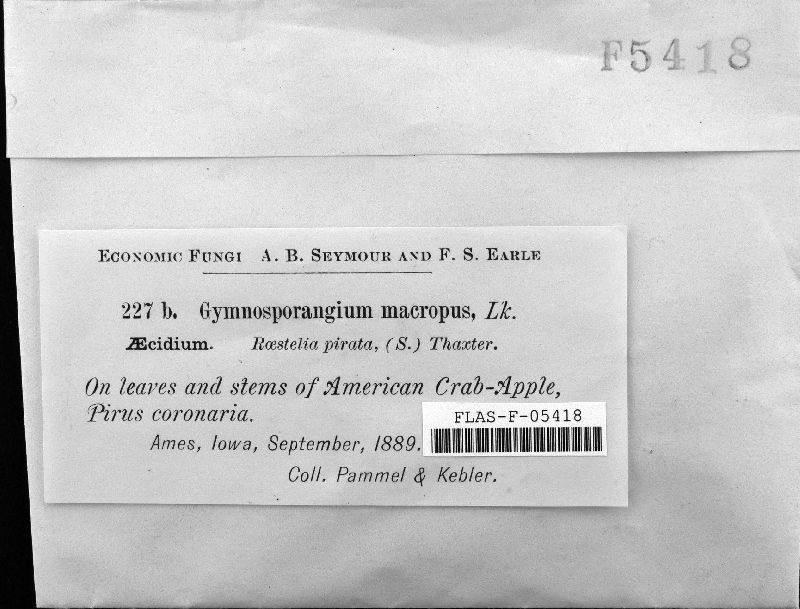 F5418
ECONOMIC FUNGI A. B. SEYMOUR AND F. S. EARLE
227 b. Gymnosporangium macropus, Lk.
Æcidium. Rœstelia pirata, (S.) Thaxter.
On leaves and stems of American Crab-Apple,
Pirus coronaria.
FLAS-F-05418
Ames, Iowa, September, 1889.
Coll. Pammel & Kebler.